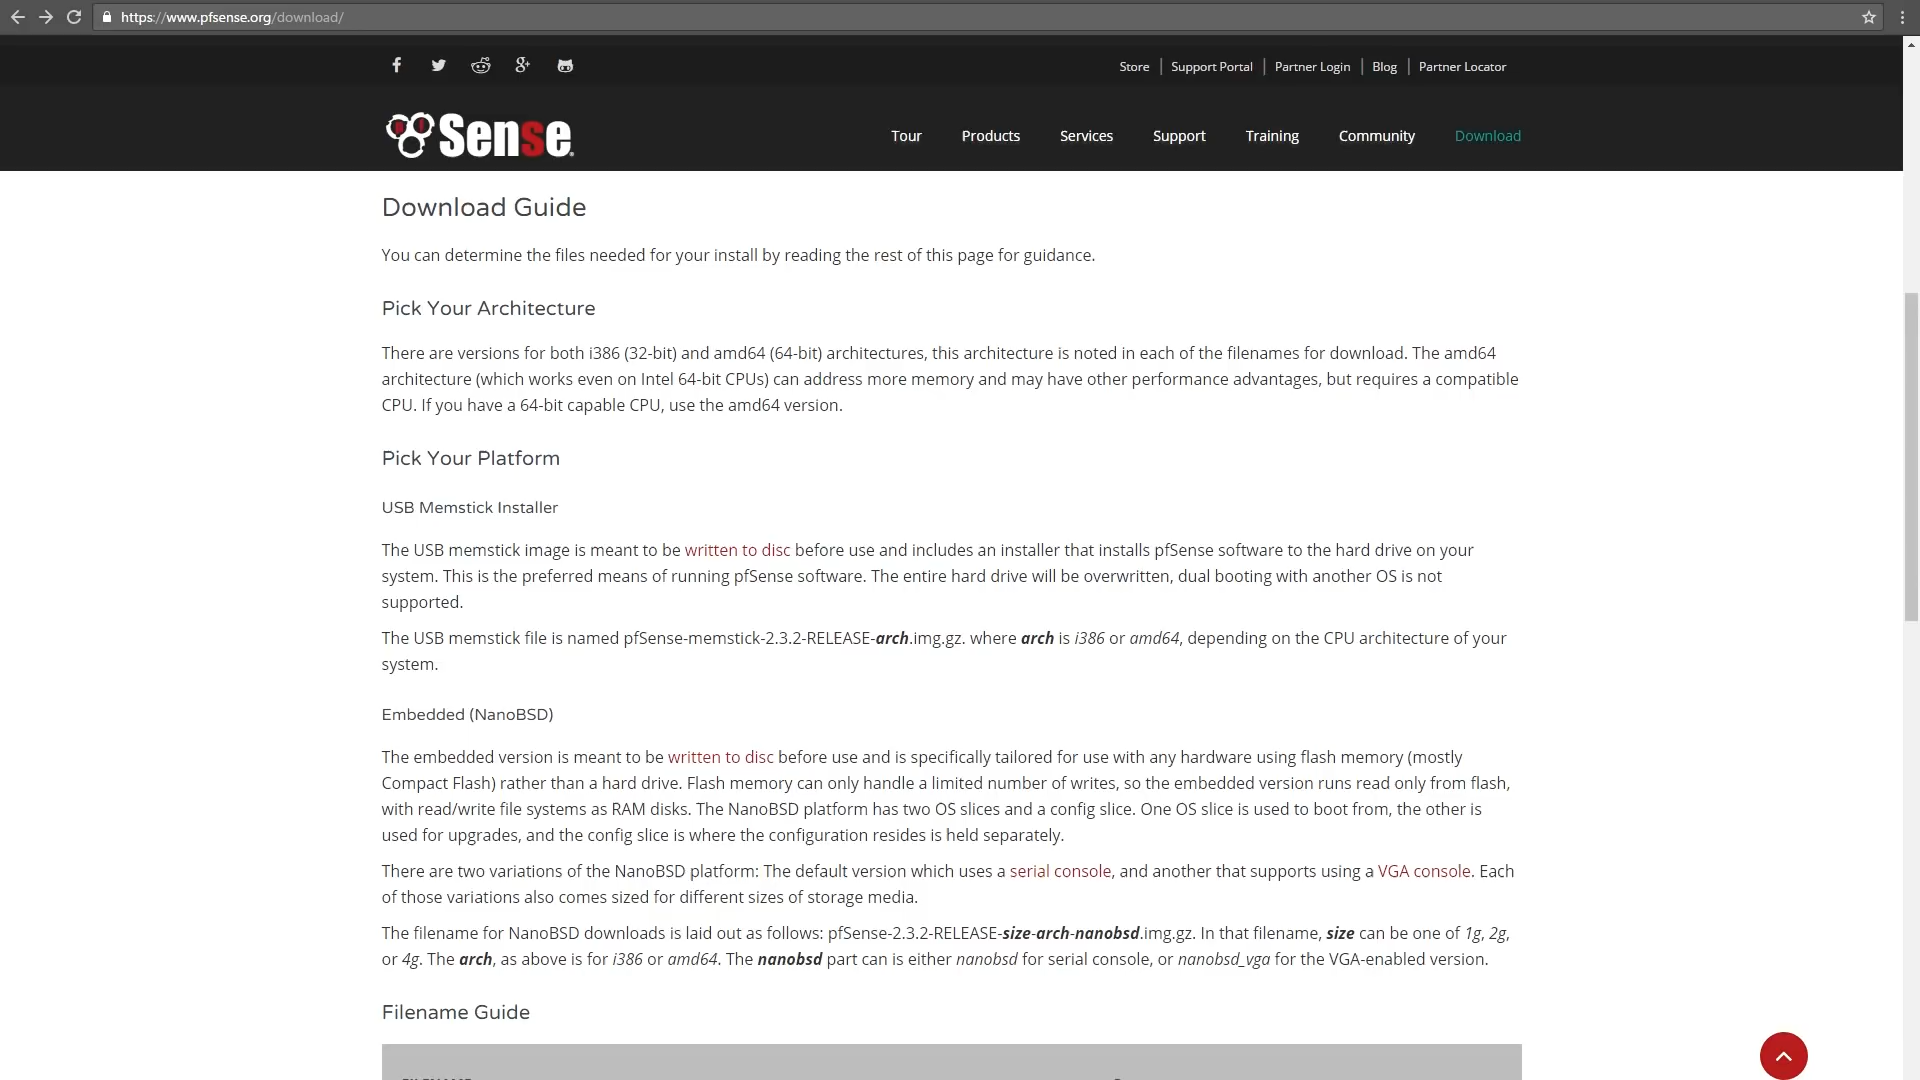 https://www.pfsense.org/download/
Store
Support Portal
Partner Login
Blog
Partner Locator
Sense
Tour
Products
Services
Support
Training
Community
Download
Download Guide
You can determine the files needed for your install by reading the rest of this page for guidance.
Pick Your Architecture
There are versions for both i386 (32-bit) and amd64 (64-bit) architectures, this architecture is noted in each of the filenames for download. The amd64
architecture (which works even on Intel 64-bit CPUs) can address more memory and may have other performance advantages, but requires a compatible
CPU. If you have a 64-bit capable CPU, use the amd64 version.
Pick Your Platform
USB Memstick Installer
The USB memstick image is meant to be written to disc before use and includes an installer that installs pfSense software to the hard drive on your
system. This is the preferred means of running pfSense software. The entire hard drive will be overwritten, dual booting with another OS is not
supported.
The USB memstick file is named pfSense-memstick-2.3.2-RELEASE-arch.img.gz. where arch is i386 or amd64, depending on the CPU architecture of your
system.
Embedded (NanoBSD)
The embedded version is meant to be written to disc before use and is specifically tailored for use with any hardware using flash memory (mostly
Compact Flash) rather than a hard drive. Flash memory can only handle a limited number of writes, so the embedded version runs read only from flash,
with read/write file systems as RAM disks. The NanoBSD platform has two OS slices and a config slice. One OS slice is used to boot from, the other is
used for upgrades, and the config slice is where the configuration resides is held separately.
There are two variations of the NanoBSD platform: The default version which uses a serial console, and another that supports using a VGA console. Each
of those variations also comes sized for different sizes of storage media.
The filename for NanoBSD downloads is laid out as follows: pfSense-2.3.2-RELEASE-size-arch-nanobsd.img.gz. In that filename, size can be one of 1g, 2g,
or 4g. The arch, as above is for i386 or amd64. The nanobsd part can is either nanobsd for serial console, or nanobsd_vga for the VGA-enabled version.
Filename Guide